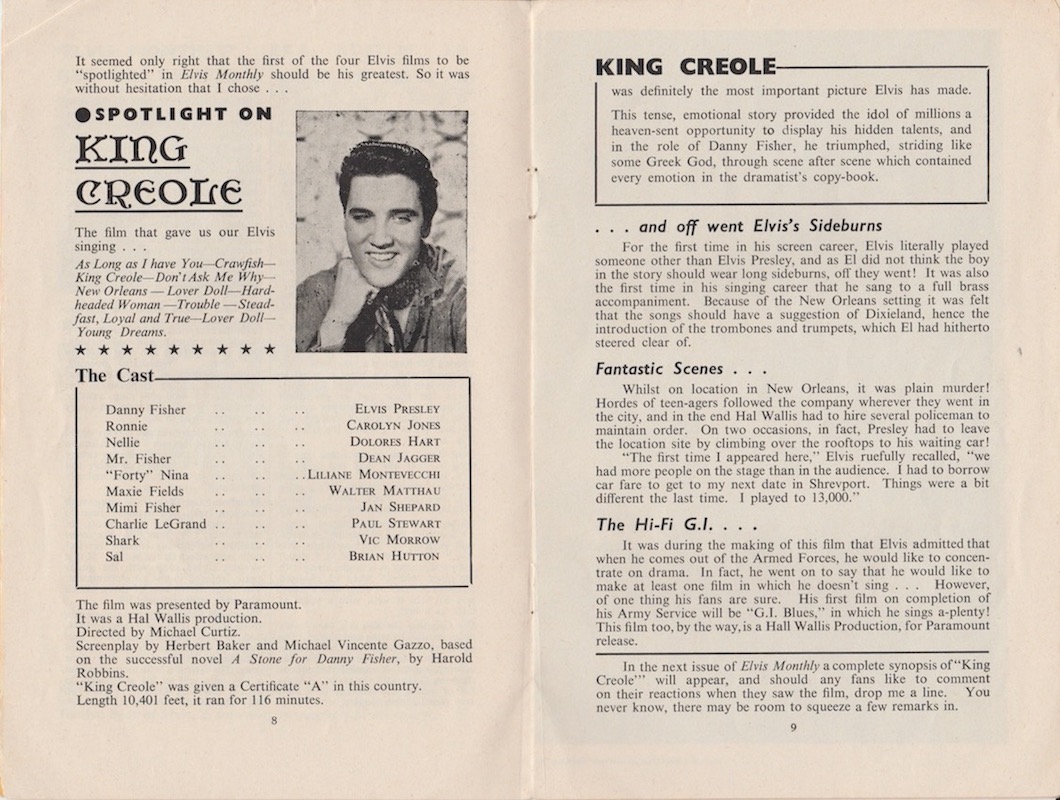 It seemed only right that the first of the four Elvis films to be
"spotlighted" in Elvis Monthly should be his greatest. So it was
without hesitation that I chose . . .
●SPOTLIGHT ON
KING
CREOLE
The film that gave us our Elvis
singing . . .
As Long as I have You—Crawfish—
King Creole—Don't Ask Me Why—
New Orleans — Lover Doll—Hard-
headed Woman —Trouble —Stead-
fast, Loyal and True—Lover Doll—
Young Dreams.
★ ★ ★ ★ ★ ★ ★ ★ ★
The Cast
Danny Fisher .. .. .. ELVIS PRESLEY
Ronnie .. .. .. CAROLYN JONES
Nellie .. .. .. DOLORES HART
Mr. Fisher .. .. .. DEAN JAGGER
"Forty" Nina .. .. ..LILIANE MONTEVECCHI
Maxie Fields .. .. .. WALTER MATTHAU
Mimi Fisher .. .. .. JAN SHEPARD
Charlie LeGrand .. .. .. PAUL STEWART
Shark .. .. .. VIC MORROW
Sal .. .. .. BRIAN HUTTON
The film was presented by Paramount.
It was a Hal Wallis production.
Directed by Michael Curtiz.
Screenplay by Herbert Baker and Michael Vincente Gazzo, based
on the successful novel A Stone for Danny Fisher, by Harold
Robbins.
"King Creole" was given a Certificate "A" in this country.
Length 10,401 feet, it ran for 116 minutes.
8
KING CREOLE
was definitely the most important picture Elvis has made.
This tense, emotional story provided the idol of millions a
heaven-sent opportunity to display his hidden talents, and
in the role of Danny Fisher, he triumphed, striding like
some Greek God, through scene after scene which contained
every emotion in the dramatist's copy-book.
. . . and off went Elvis's Sideburns
For the first time in his screen career, Elvis literally played
someone other than Elvis Presley, and as El did not think the boy
in the story should wear long sideburns, off they went! It was also
the first time in his singing career that he sang to a full brass
accompaniment. Because of the New Orleans setting it was felt
that the songs should have a suggestion of Dixieland, hence the
introduction of the trombones and trumpets, which El had hitherto
steered clear of.
Fantastic Scenes . . .
Whilst on location in New Orleans, it was plain murder!
Hordes of teen-agers followed the company wherever they went in
the city, and in the end Hal Wallis had to hire several policeman to
maintain order. On two occasions, in fact, Presley had to leave
the location site by climbing over the rooftops to his waiting car!
"The first time I appeared here," Elvis ruefully recalled, "we
had more people on the stage than in the audience. I had to borrow
car fare to get to my next date in Shrevport. Things were a bit
different the last time. I played to 13,000."
The Hi-Fi G.I. . . .
It was during the making of this film that Elvis admitted that
when he comes out of the Armed Forces, he would like to concen-
trate on drama. In fact, he went on to say that he would like to
make at least one film in which he doesn't sing . . . However,
of one thing his fans are sure. His first film on completion of
his Army Service will be "G.I. Blues," in which he sings a-plenty!
This film too, by the way, is a Hall Wallis Production, for Paramount
release.
In the next issue of Elvis Monthly a complete synopsis of "King
Creole'" will appear, and should any fans like to comment
on their reactions when they saw the film, drop me a line. You
never know, there may be room to squeeze a few remarks in.
9